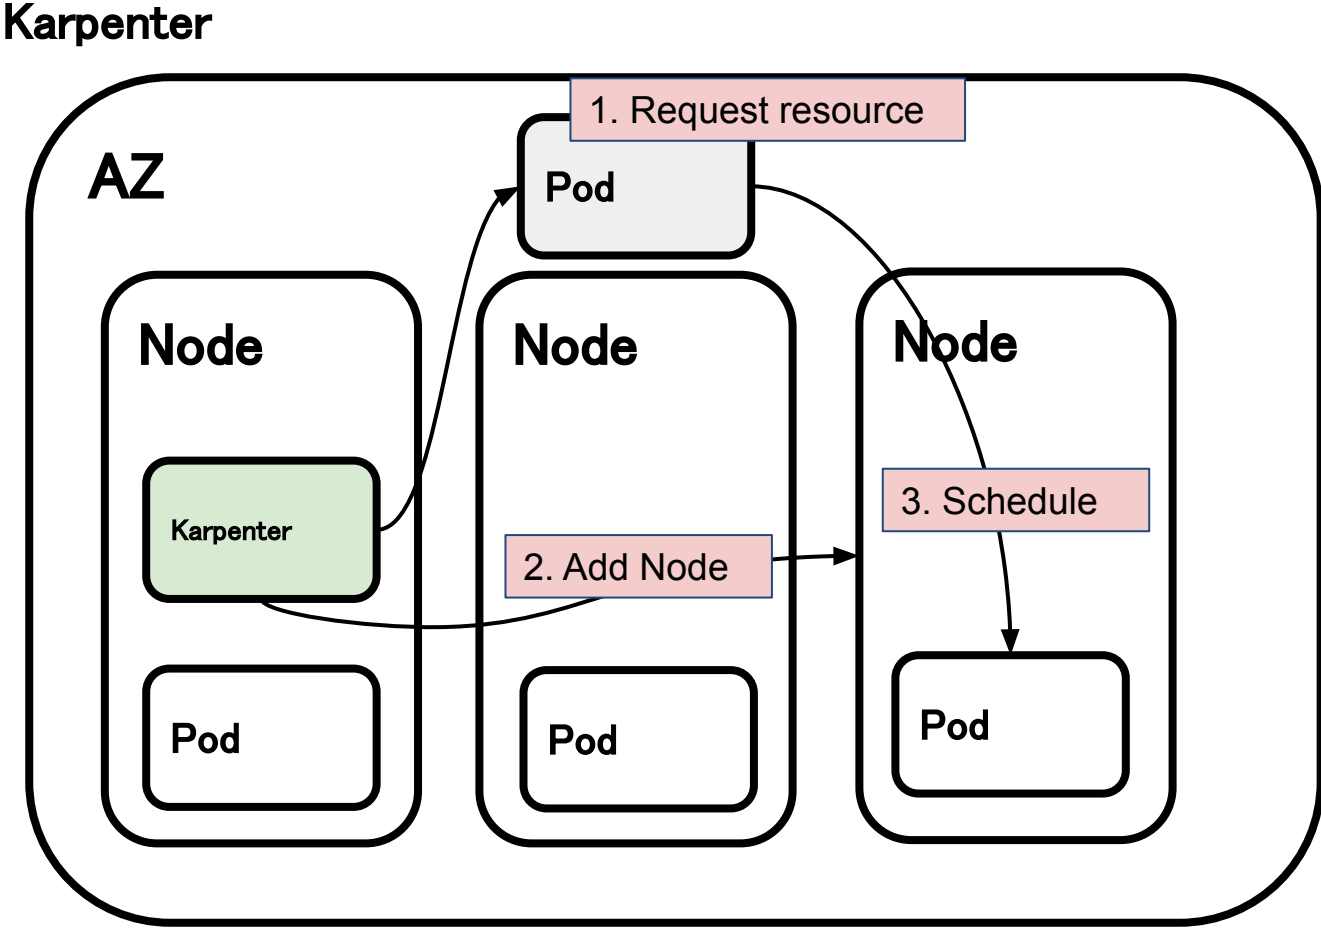 Karpenter
1. Request resource
AZ
Pod
Node
Node
Node
Karpenter
2. Add Node
3. Schedule
Pod
Pod
Pod